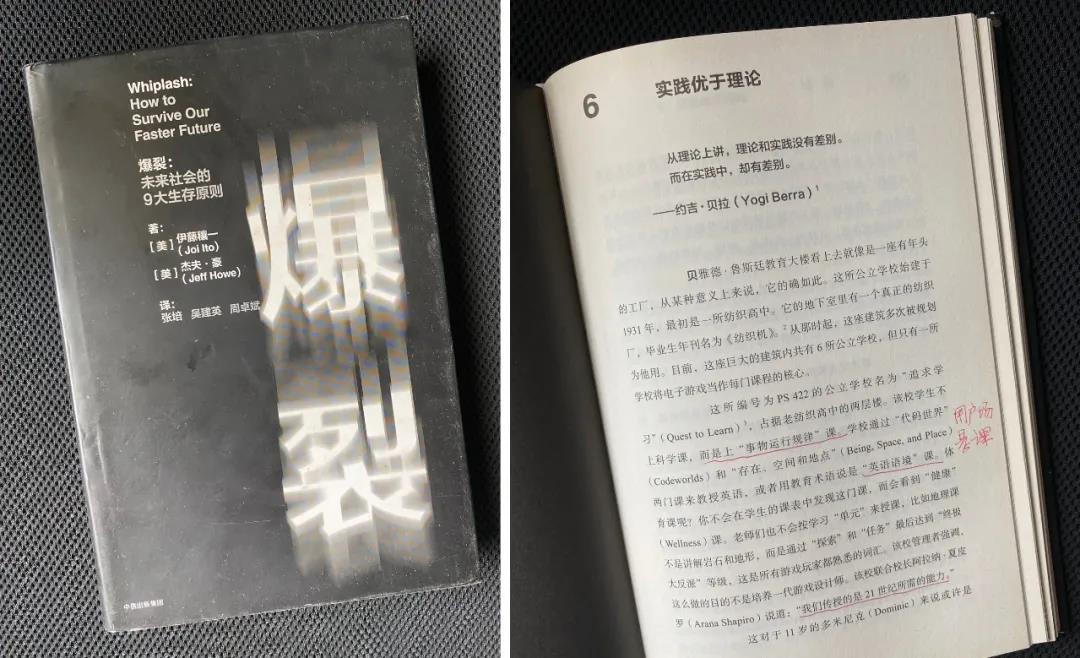 Whiplash:
How to
Survive Our
Faster Future
爆裂：
未来社会的
9大生存原则
著：
[美] 伊藤穰一
（Joi Ito）
[美] 杰夫·豪
（Jeff Howe）
译：
张培 吴建英 周卓斌
爆
裂
中信出版集团
6 实践优于理论
从理论上讲，理论和实践没有差别。
而在实践中，却有差别。
——约吉·贝拉（Yogi Berra）1
贝雅德·鲁斯廷教育大楼看上去就像是一座有年头
的工厂，从某种意义上来说，它的确如此。这所公立学校始建于
1931年，最初是一所纺织高中。它的地下室里有一个真正的纺织
厂，毕业生年刊名为《纺织机》。2从那时起，这座建筑多次被规划
为他用。目前，这座巨大的建筑内共有6所公立学校，但只有一所
学校将电子游戏当作每门课程的核心。
这所编号为PS 422的公立学校名为“追求学
习”（Quest to Learn）3，占据老纺织高中的两层楼。该校学生不
上科学课，而是上“事物运行规律”课。学校通过“代码世界”
（Codeworlds）和“存在、空间和地点”（Being, Space, and Place）
两门课来教授英语，或者用教育术语说是“英语语境”课。体
育课呢？你不会在学生的课表中发现这门课，而会看到“健康”
（Wellness）课。老师们也不会按学习“单元”来授课，比如地理课
不是讲解岩石和地形，而是通过“探索”和“任务”最后达到“终极
大反派”等级，这是所有游戏玩家都熟悉的词汇。该校管理者强调，
这么做的目的不是培养一代游戏设计师。该校联合校长阿拉纳·夏皮
罗（Arana Shapiro）说道：“我们传授的是21世纪所需的能力。”
这对于11岁的多米尼克（Dominic）来说或许是
用户场
景课